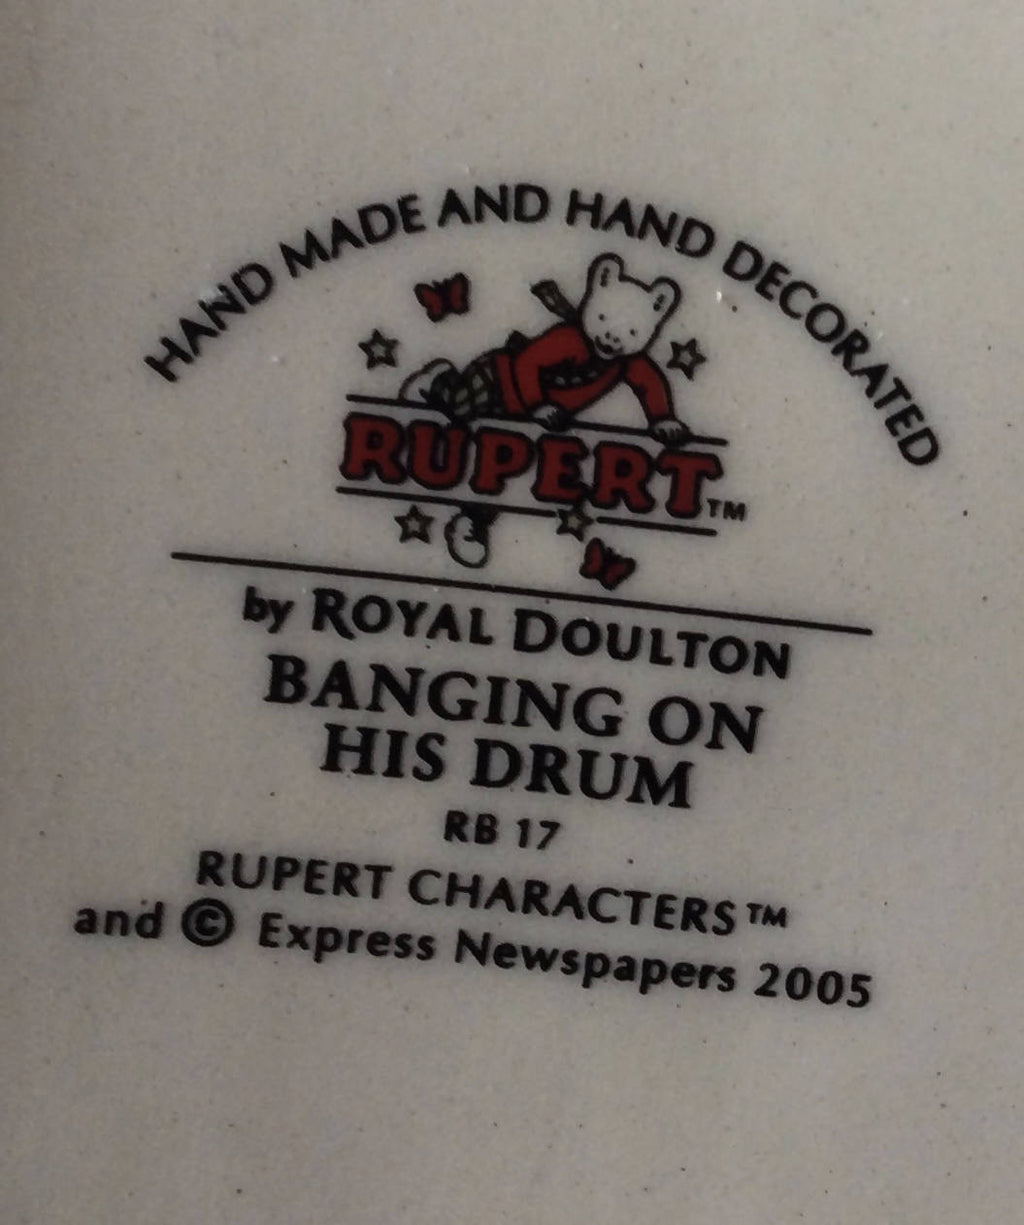 HAND MADE AND HAND DECORATED
RUPERT™
by ROYAL DOULTON
BANGING ON
HIS DRUM
RB 17
RUPERT CHARACTERS™
and © Express Newspapers 2005